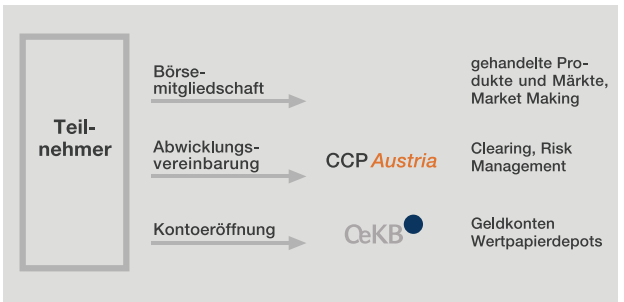 Teil-
nehmer
Börse-
mitgliedschaft
gehandelte Pro-
dukte und Märkte,
Market Making
Abwicklungs-
vereinbarung
CCP Austria
Clearing, Risk
Management
Kontoeröffnung
OeKB
Geldkonten
Wertpapierdepots